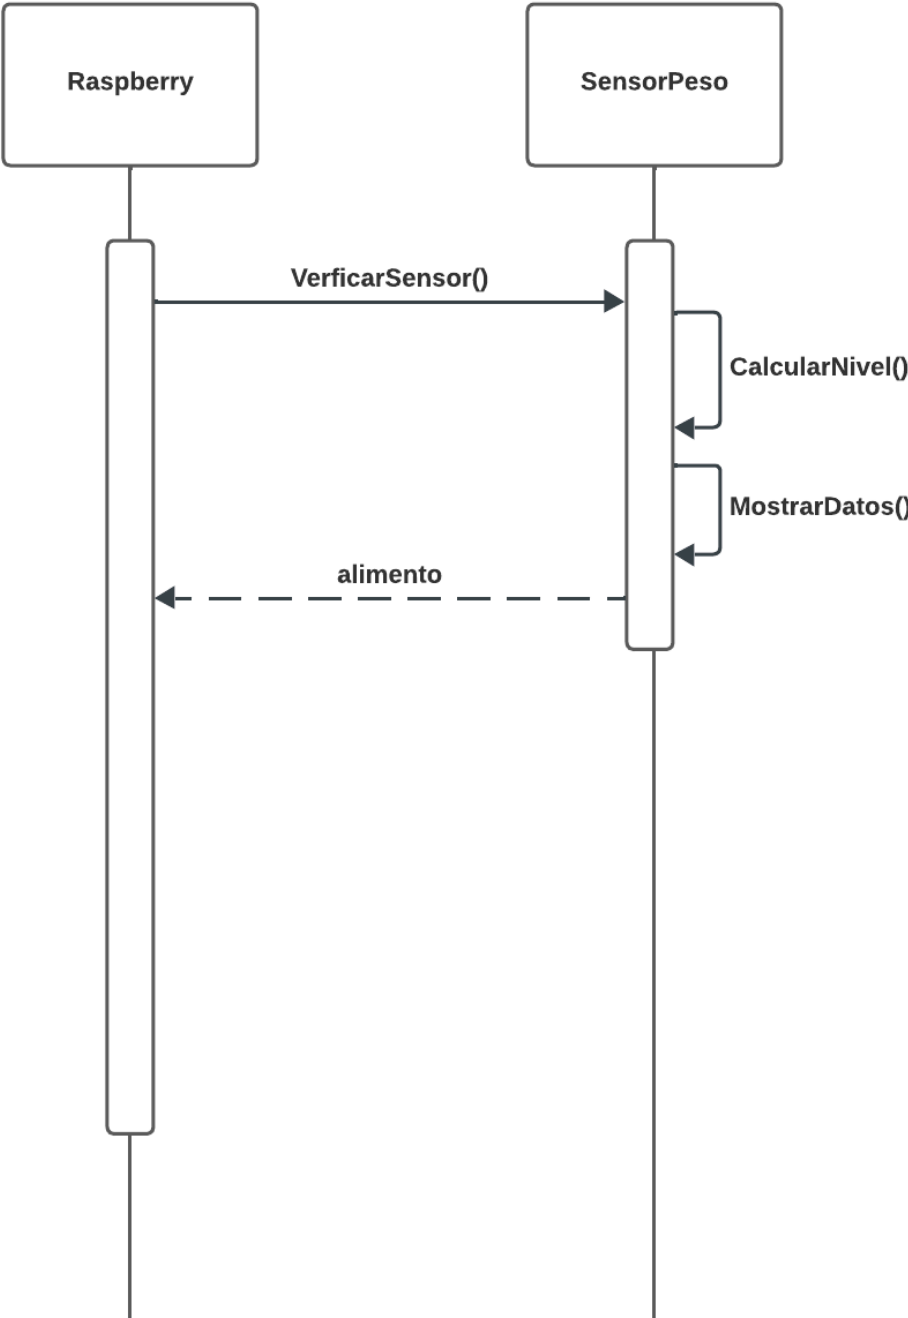 Raspberry
SensorPeso
VerficarSensor()
CalcularNivel()
MostrarDatos()
alimento